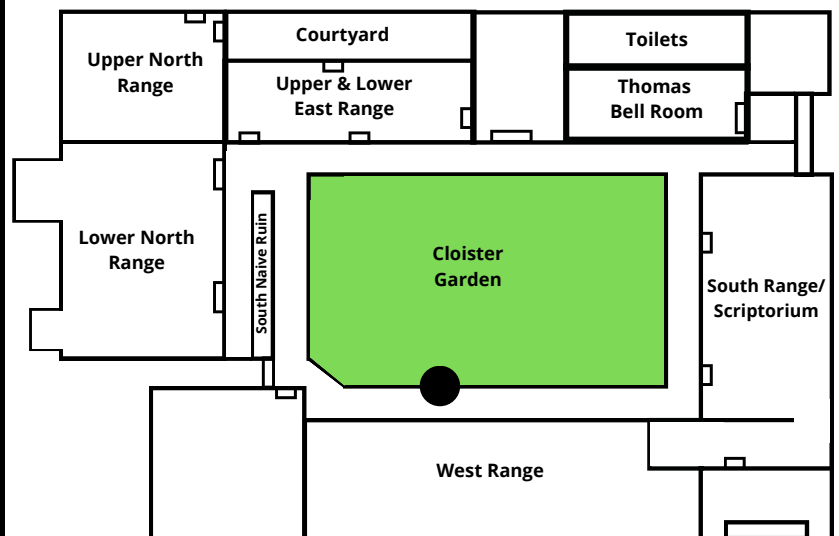 Courtyard
Toilets
Upper North
Range
Upper & Lower
East Range
Thomas
Bell Room
Lower North
Range
South Naive Ruin
Cloister
Garden
South Range/
Scriptorium
West Range